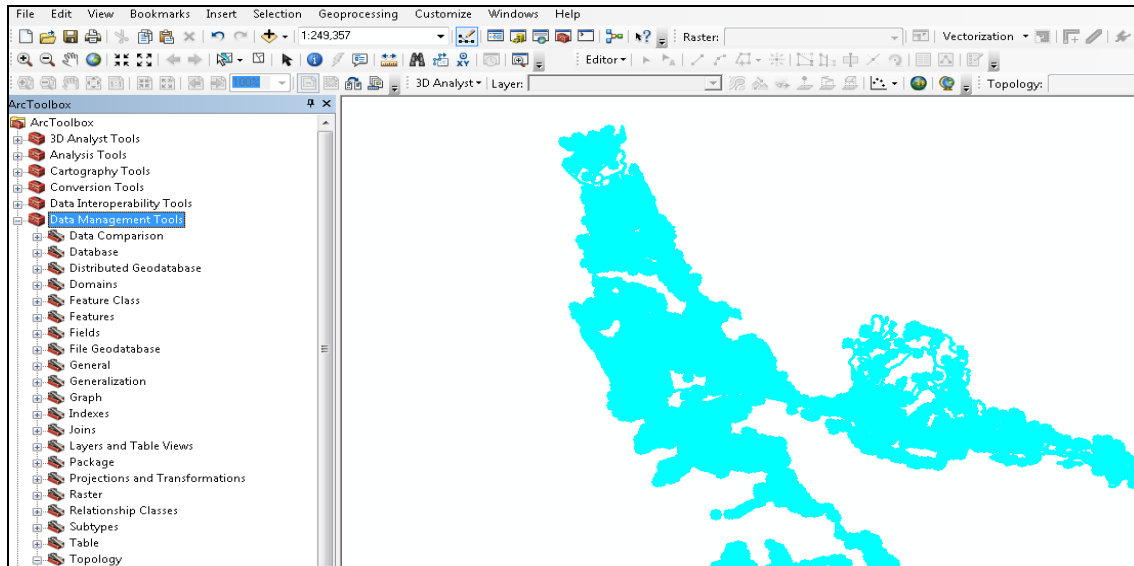 File Edit View Bookmarks Insert Selection Geoprocessing Customize Windows Help
1:249,357 Raster: Vectorization
Editor
100% 3D Analyst Layer: Topology:
ArcToolbox
ArcToolbox
3D Analyst Tools
Analysis Tools
Cartography Tools
Conversion Tools
Data Interoperability Tools
Data Management Tools
Data Comparison
Database
Distributed Geodatabase
Domains
Feature Class
Features
Fields
File Geodatabase
General
Generalization
Graph
Indexes
Joins
Layers and Table Views
Package
Projections and Transformations
Raster
Relationship Classes
Subtypes
Table
Topology